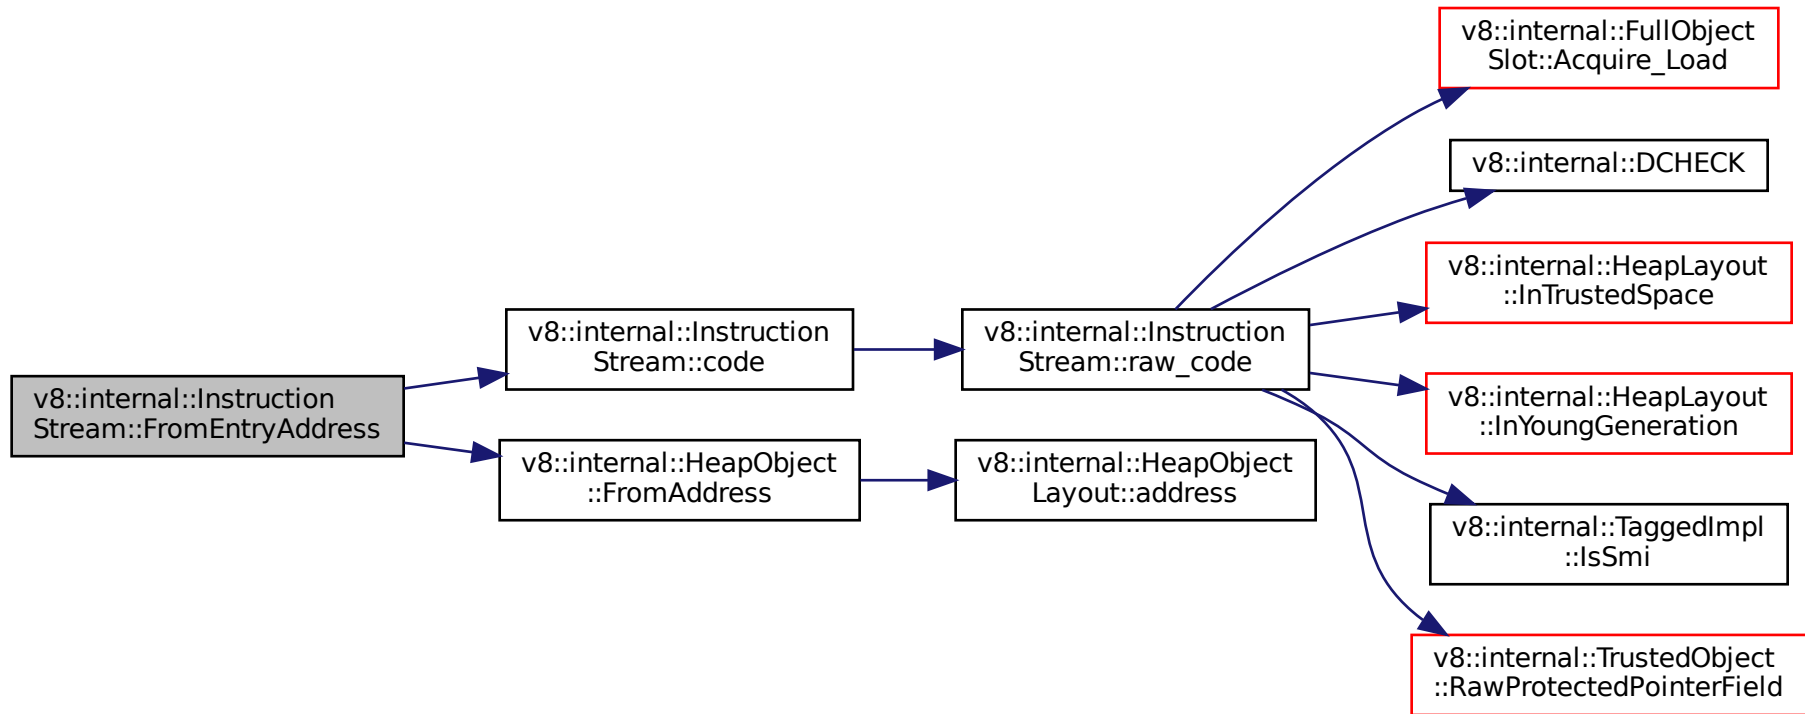 v8::internal::Instruction
Stream::FromEntryAddress
v8::internal::Instruction
Stream::code
v8::internal::HeapObject
::FromAddress
v8::internal::Instruction
Stream::raw_code
v8::internal::HeapObject
Layout::address
v8::internal::FullObject
Slot::Acquire_Load
v8::internal::DCHECK
v8::internal::HeapLayout
::InTrustedSpace
v8::internal::HeapLayout
::InYoungGeneration
v8::internal::TaggedImpl
::IsSmi
v8::internal::TrustedObject
::RawProtectedPointerField